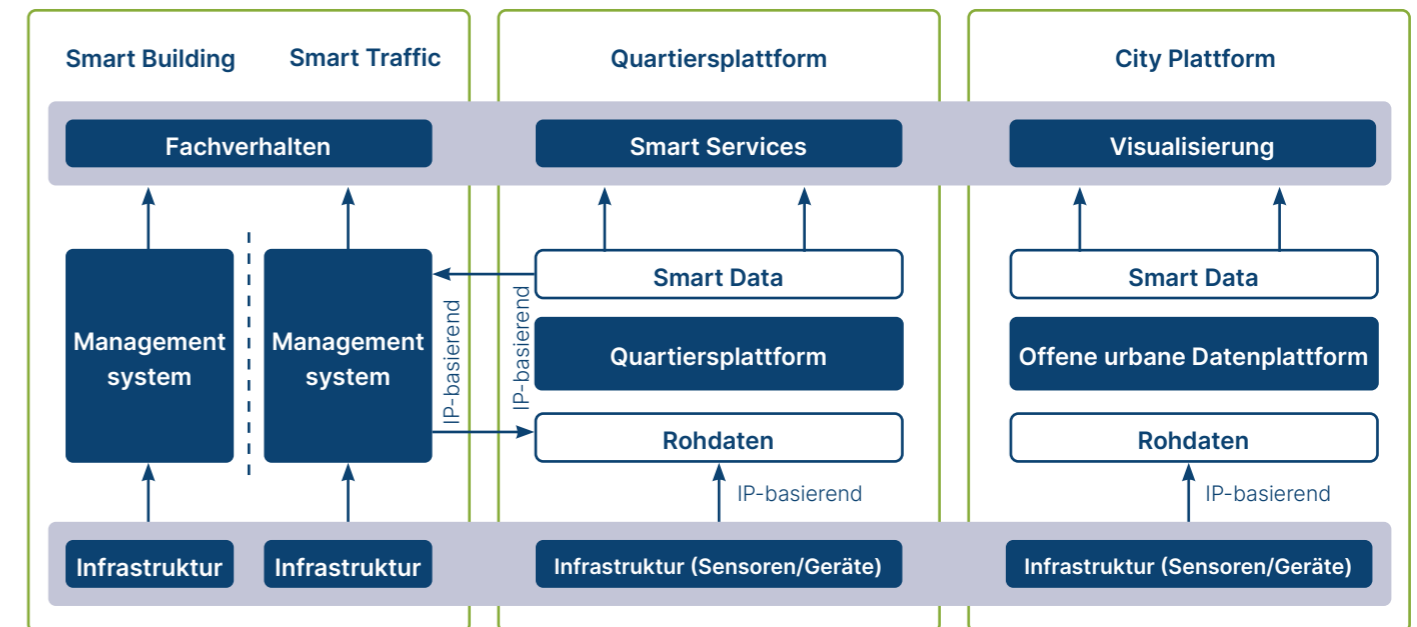 Smart Building
Smart Traffic
Quartiersplattform
City Plattform
Fachverhalten
Smart Services
Visualisierung
Management
system
Management
system
IP-basierend
IP-basierend
Smart Data
Quartiersplattform
Rohdaten
IP-basierend
Smart Data
Offene urbane Datenplattform
Rohdaten
IP-basierend
Infrastruktur
Infrastruktur
Infrastruktur (Sensoren/Geräte)
Infrastruktur (Sensoren/Geräte)